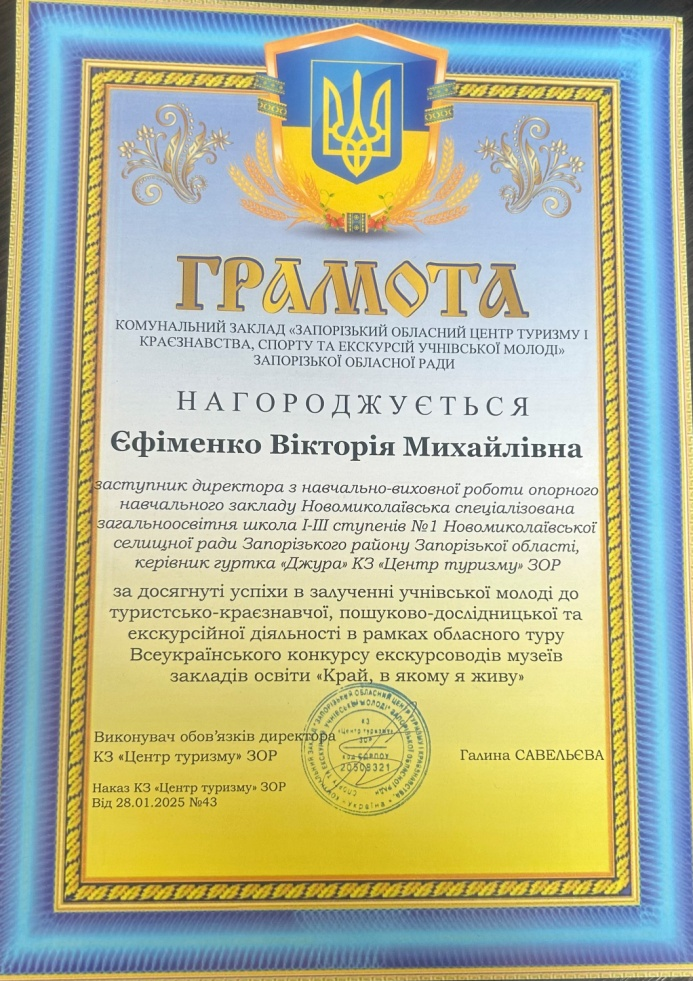 ГРАМОТА
КОМУНАЛЬНИЙ ЗАКЛАД «ЗАПОРІЗЬКИЙ ОБЛАСНИЙ ЦЕНТР ТУРИЗМУ І
КРАЄЗНАВСТВА, СПОРТУ ТА ЕКСКУРСІЙ УЧНІВСЬКОЇ МОЛОДІ»
ЗАПОРІЗЬКОЇ ОБЛАСНОЇ РАДИ
НАГОРОДЖУЄТЬСЯ
Єфіменко Вікторія Михайлівна
заступник директора з навчально-виховної роботи опорного
навчального закладу Новомиколаївська спеціалізована
загальноосвітня школа І-ІІІ ступенів №1 Новомиколаївської
селищної ради Запорізького району Запорізької області,
керівник гуртка «Джура» КЗ «Центр туризму» ЗОР
за досягнуті успіхи в залученні учнівської молоді до
туристсько-краєзнавчої, пошуково-дослідницької та
екскурсійної діяльності в рамках обласного туру
Всеукраїнського конкурсу екскурсоводів музеїв
закладів освіти «Край, в якому я живу»
Виконувач обов’язків директора
КЗ «Центр туризму» ЗОР
Галина САВЕЛЬЄВА
КЗ
«Центр туризму»
ЗОР
20508321
Україна
Наказ КЗ «Центр туризму» ЗОР
Від 28.01.2025 №43